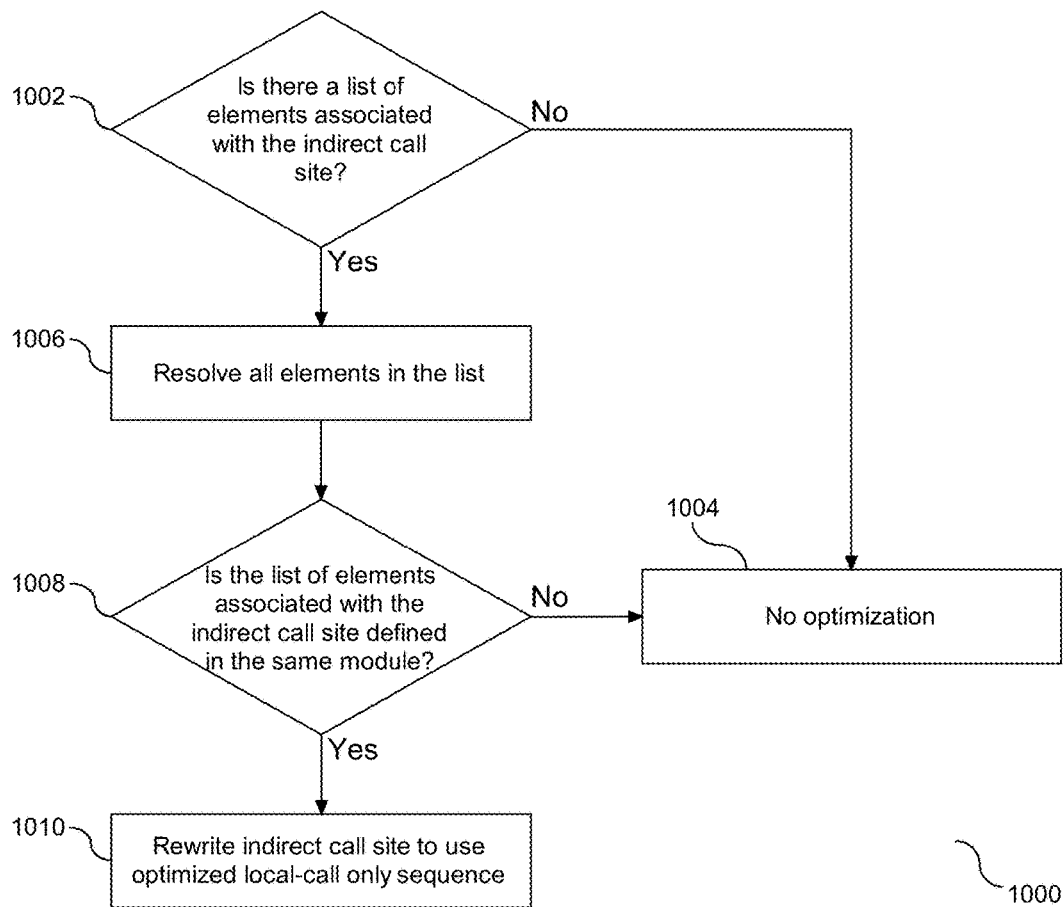 1002
Is there a list of
elements associated
with the indirect call
site?
No
Yes
1006
Resolve all elements in the list
1004
No optimization
1008
Is the list of elements
associated with the
indirect call site defined
in the same module?
No
Yes
1010
Rewrite indirect call site to use
optimized local-call only sequence
1000